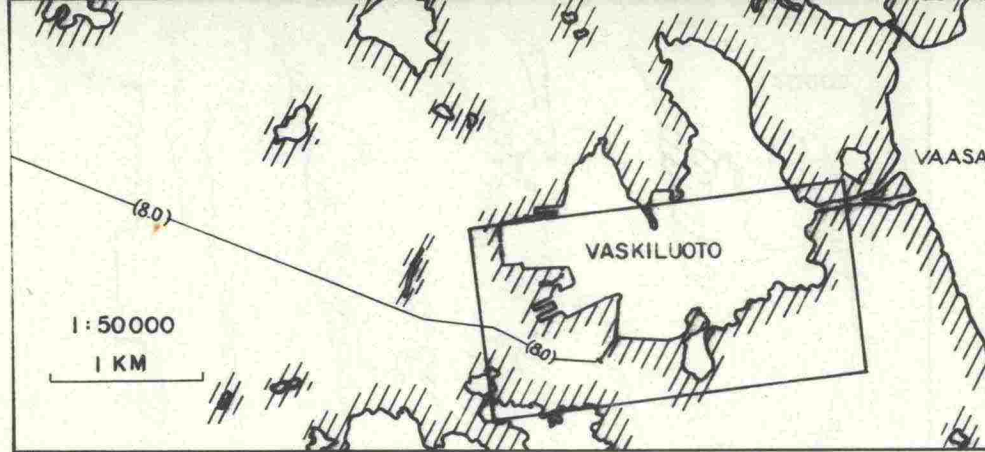 VAASA
(8.0)
VASKILUOTO
1:50000
1 KM
(8.0)